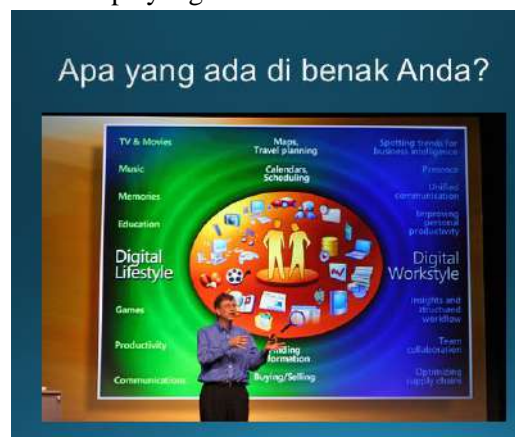 Apa yang ada di benak Anda?
TV & Movies
Music
Memories
Education
Digital
Lifestyle
Games
Productivity
Communications
Maps,
Travel planning
Calendars,
Scheduling
Finding
Buying/Selling
Spotting trends for
business intelligence
Presence
Unified
communication
Improving
personal
productivity
Digital
Workstyle
Insights and
structured
workflow
Team
collaboration
Optimizing
supply chains